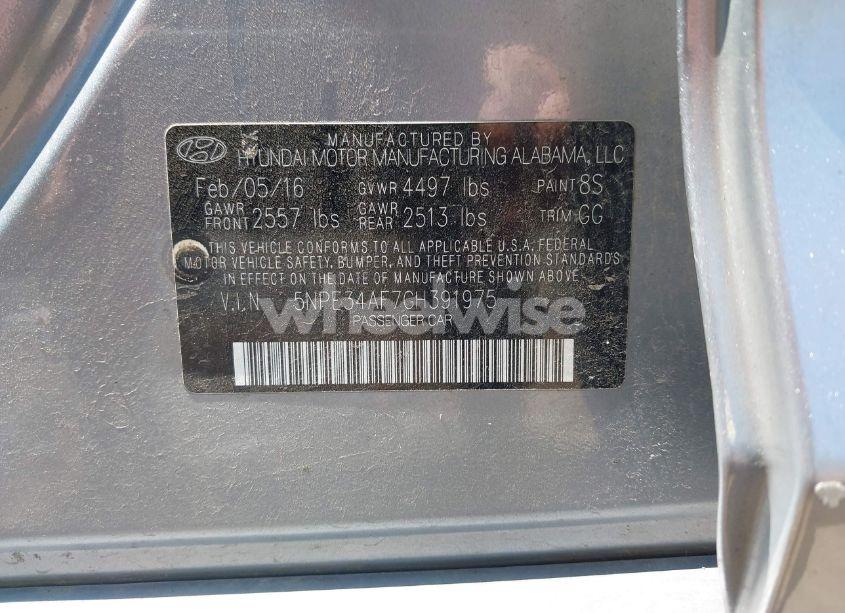 MANUFACTURED BY
HYUNDAI MOTOR MANUFACTURING ALABAMA, LLC
Feb/05/16 GVWR 4497 lbs PAINT 8S
GAWR FRONT 2557 lbs GAWR REAR 2513 lbs TRIM GG
THIS VEHICLE CONFORMS TO ALL APPLICABLE U.S.A. FEDERAL
MOTOR VEHICLE SAFETY, BUMPER, AND THEFT PREVENTION STANDARDS
IN EFFECT ON THE DATE OF MANUFACTURE SHOWN ABOVE.
V.I.N 5NPE34AF7GH391975
wheelwise
PASSENGER CAR